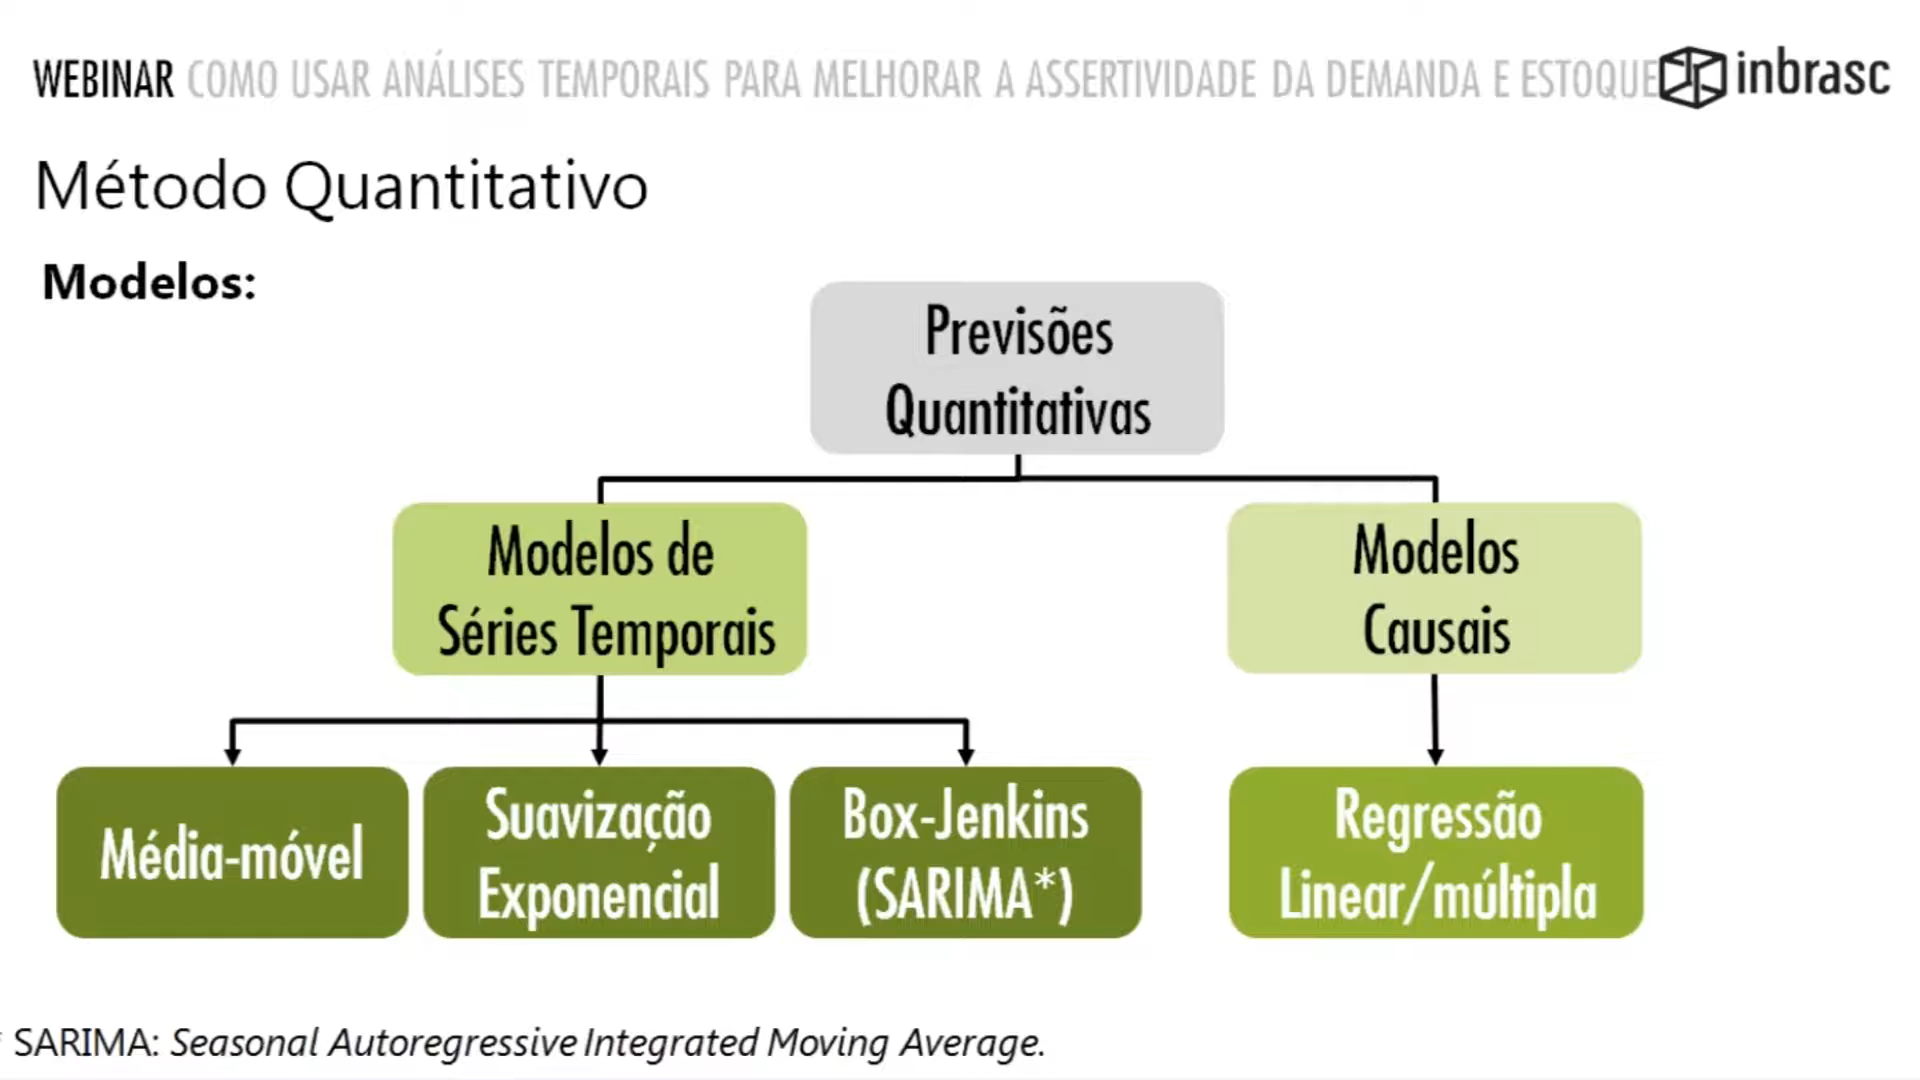 WEBINAR COMO USAR ANÁLISES TEMPORAIS PARA MELHORAR A ASSERTIVIDADE DA DEMANDA E ESTOQUE
inbrasc
Método Quantitativo
Modelos:
Previsões
Quantitativas
Modelos de
Séries Temporais
Modelos
Causais
Média-móvel
Suavização
Exponencial
Box-Jenkins
(SARIMA*)
Regressão
Linear/múltipla
* SARIMA: Seasonal Autoregressive Integrated Moving Average.